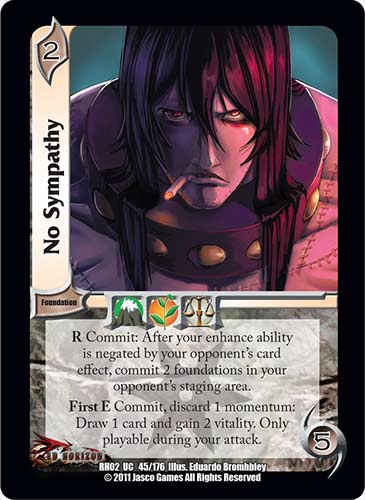 2
No Sympathy
Foundation
R Commit: After your enhance ability
is negated by your opponent's card
effect, commit 2 foundations in your
opponent's staging area.
First E Commit, discard 1 momentum:
Draw 1 card and gain 2 vitality. Only
playable during your attack.
Red Horizon
5
RH02 UC 45/176 Illus. Eduardo Bromhbley
© 2011 Jasco Games All Rights Reserved